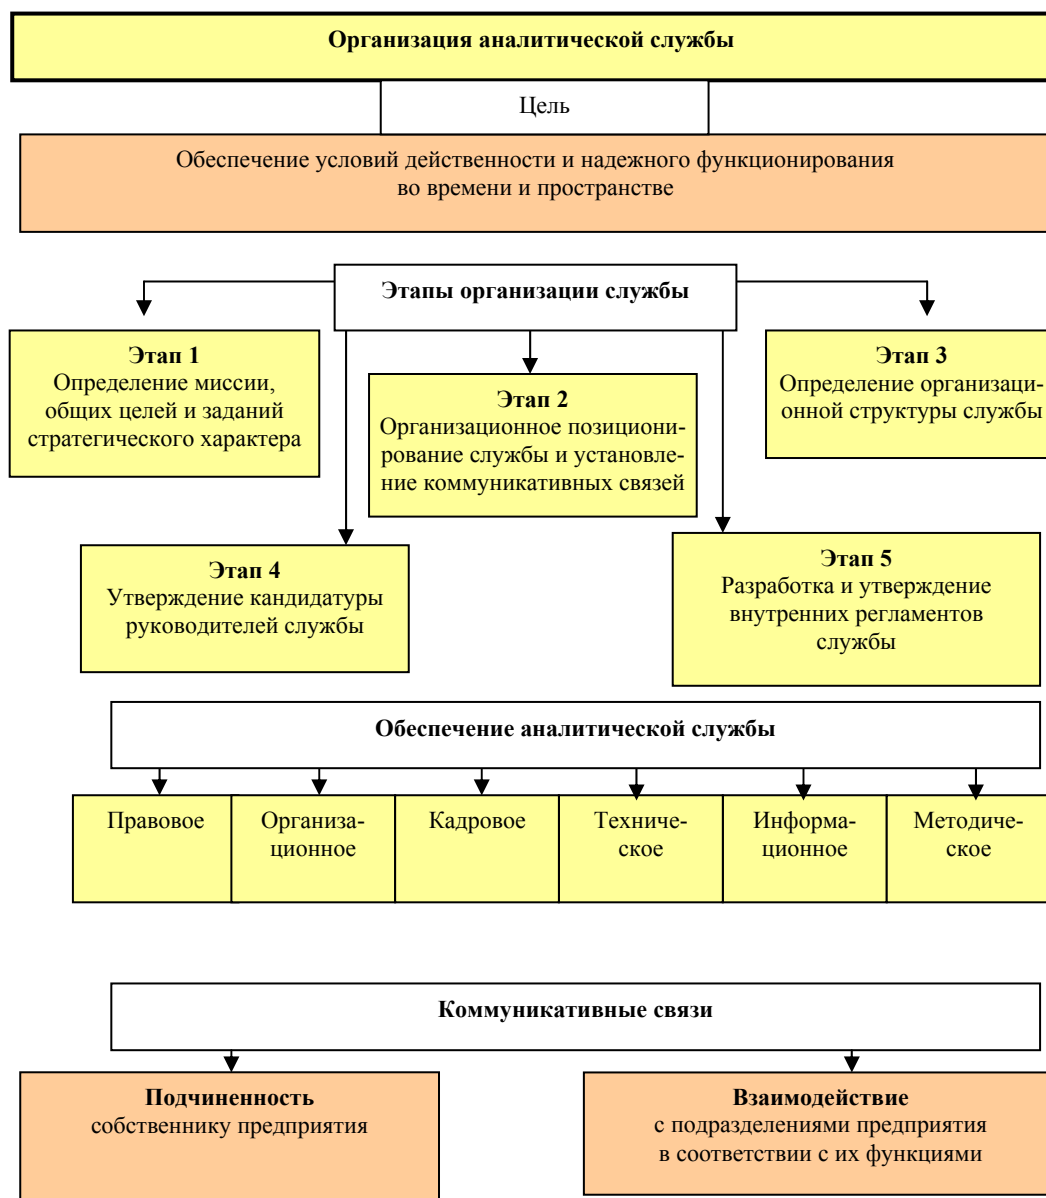 Организация аналитической службы
Цель
Обеспечение условий действенности и надежного функционирования
во времени и пространстве
Этапы организации службы
Этап 1
Определение миссии,
общих целей и заданий
стратегического характера
Этап 2
Организационное позициони-
рование службы и установле-
ние коммуникативных связей
Этап 3
Определение организаци-
онной структуры службы
Этап 4
Утверждение кандидатуры
руководителей службы
Этап 5
Разработка и утверждение
внутренних регламентов
службы
Обеспечение аналитической службы
Правовое
Организа-
ционное
Кадровое
Техниче-
ское
Информа-
ционное
Методиче-
ское
Коммуникативные связи
Подчиненность
собственнику предприятия
Взаимодействие
с подразделениями предприятия
в соответствии с их функциями